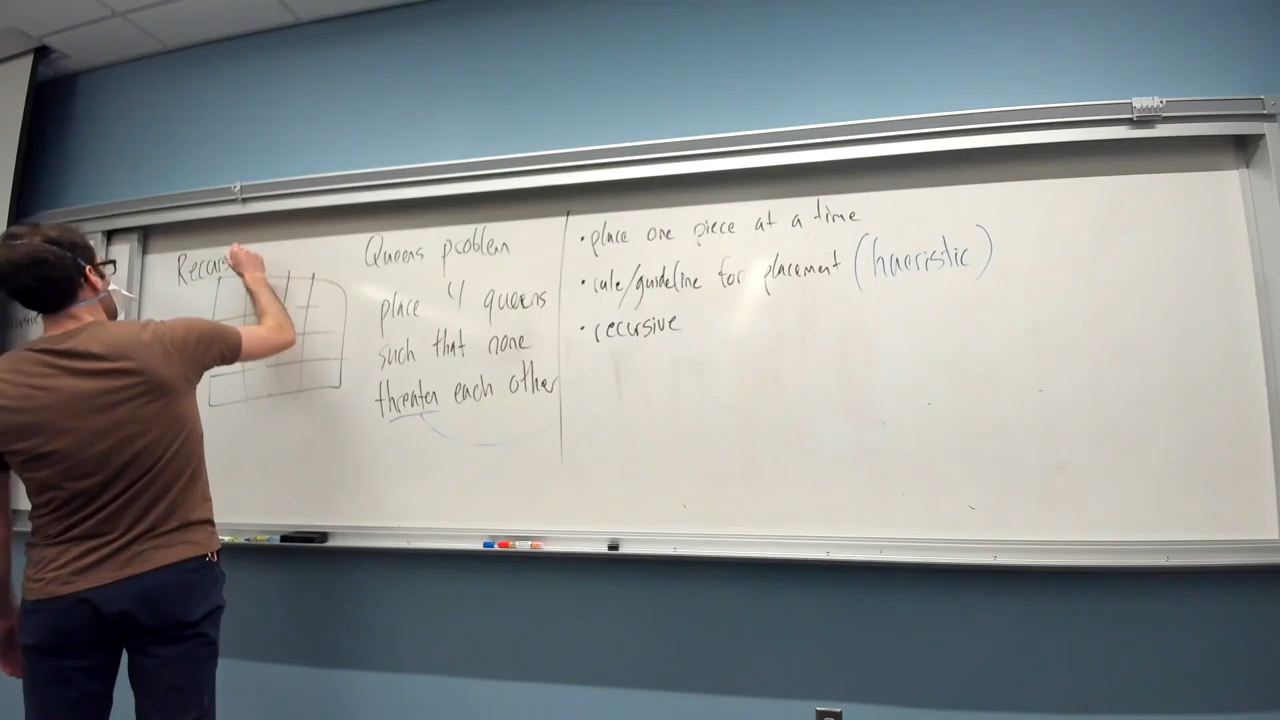 Recurs
Queens problem
place 4 queens
such that none
threaten each other
• place one piece at a time
• rule/guideline for placement (haeristic)
• recursive